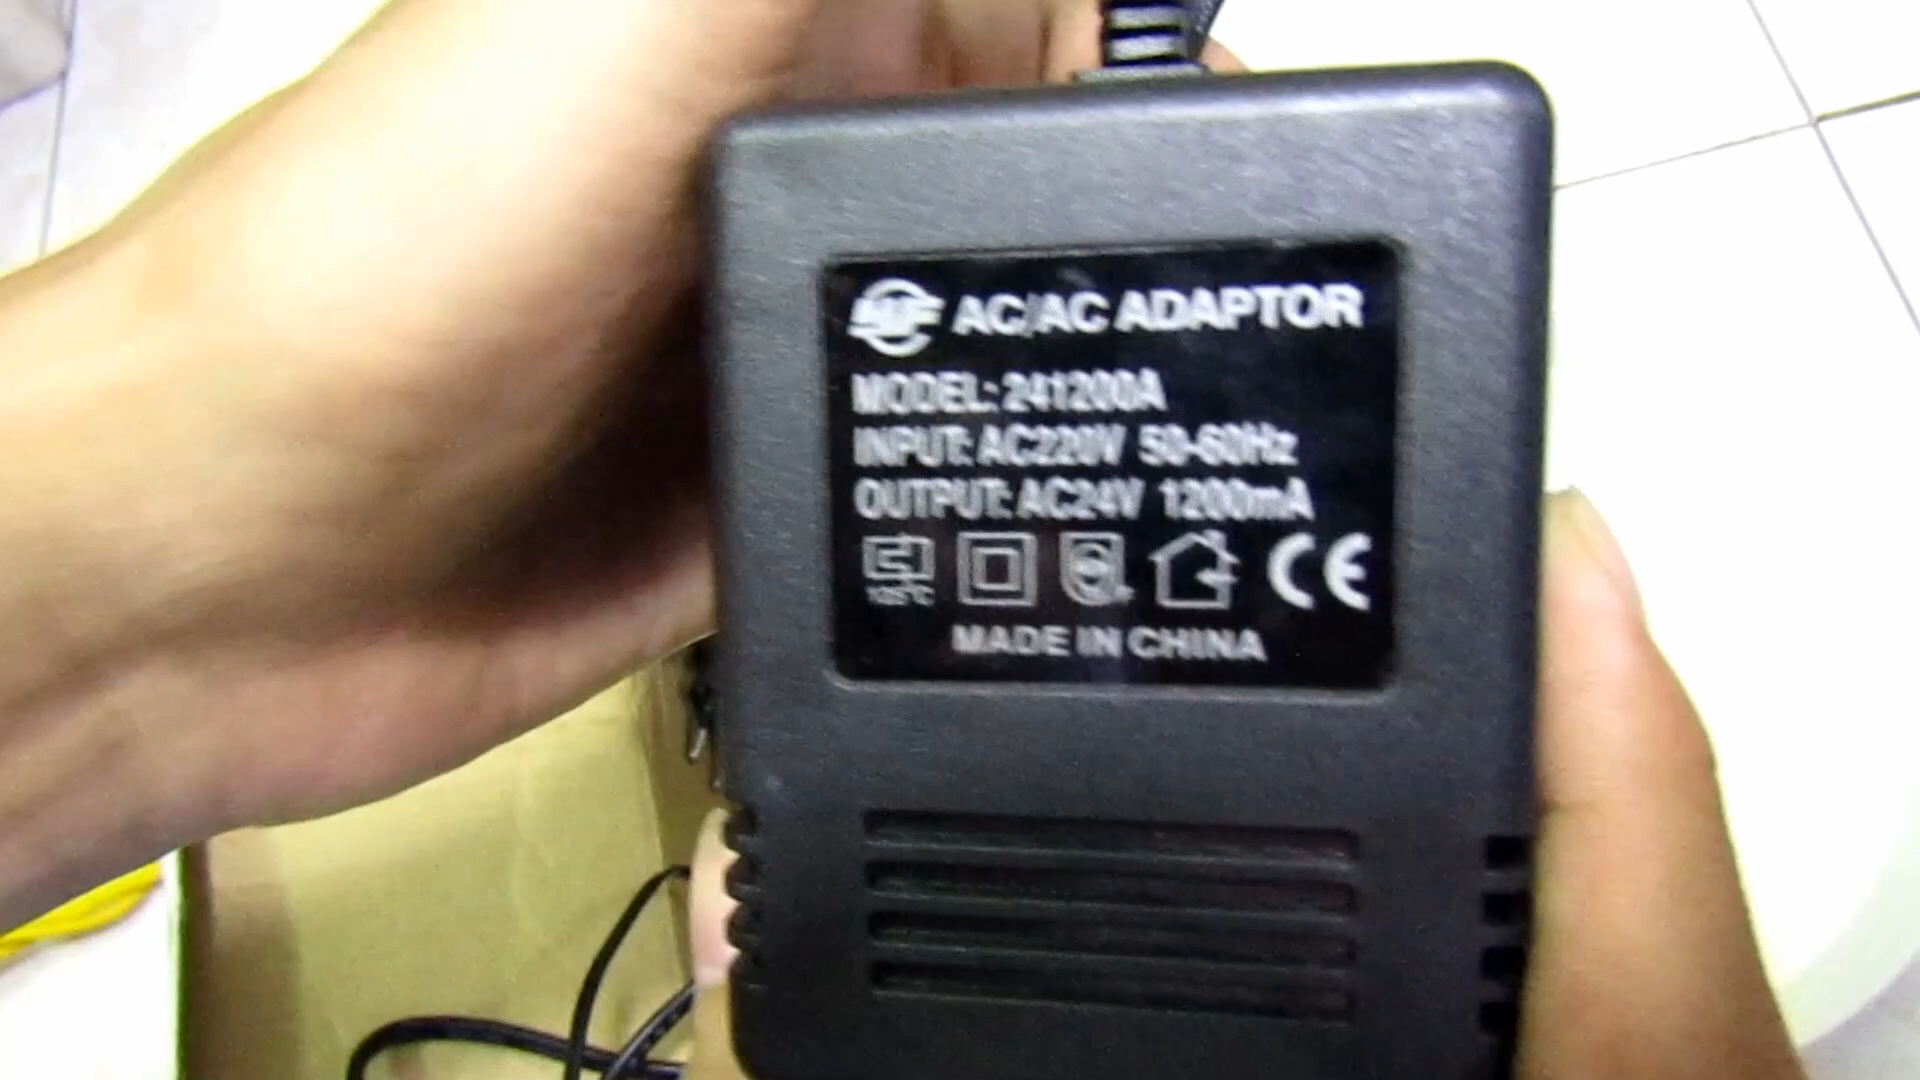 AC/AC ADAPTOR
MODEL: 241200A
INPUT: AC220V 50-60Hz
OUTPUT: AC24V 1200mA
CE
MADE IN CHINA